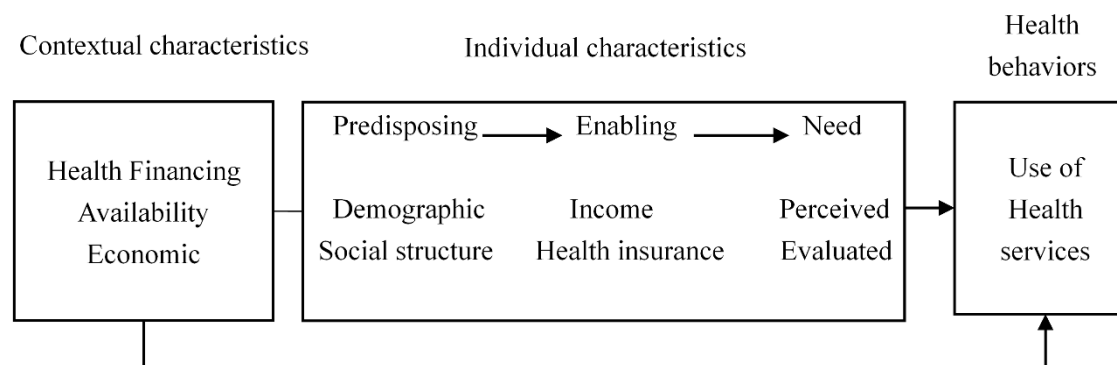 Contextual characteristics
Individual characteristics
Health
behaviors
Health Financing
Availability
Economic
Predisposing
Enabling
Need
Demographic
Social structure
Income
Health insurance
Perceived
Evaluated
Use of
Health
services